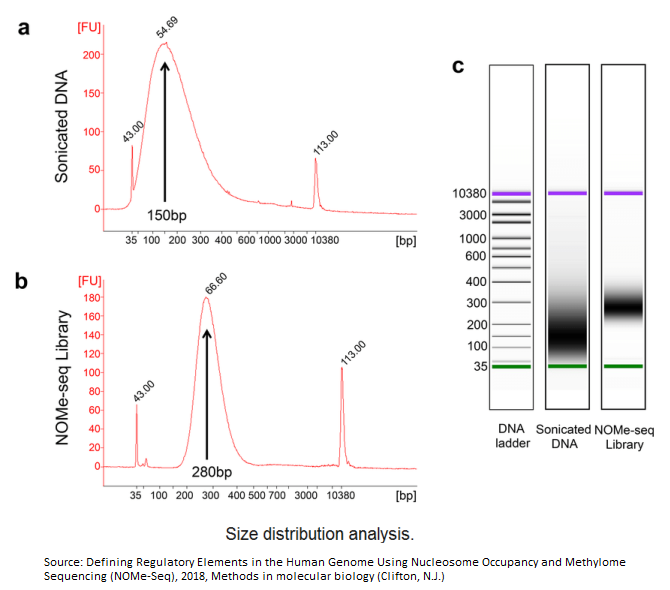 a
[FU]
54.69
200
150
100
50
0
Sonicated DNA
43.00
113.00
150bp
35 100 200 300 400 600 1000 3000 10380 [bp]
b
[FU]
66.60
180
160
140
120
100
80
60
40
20
0
NOMe-seq Library
43.00
113.00
280bp
35 100 200 300 400 500 700 3000 10380 [bp]
c
10380
3000
1000
600
400
300
200
100
35
DNA
ladder
Sonicated
DNA
NOMe-seq
Library
Size distribution analysis.
Source: Defining Regulatory Elements in the Human Genome Using Nucleosome Occupancy and Methylome
Sequencing (NOMe-Seq), 2018, Methods in molecular biology (Clifton, N.J.)